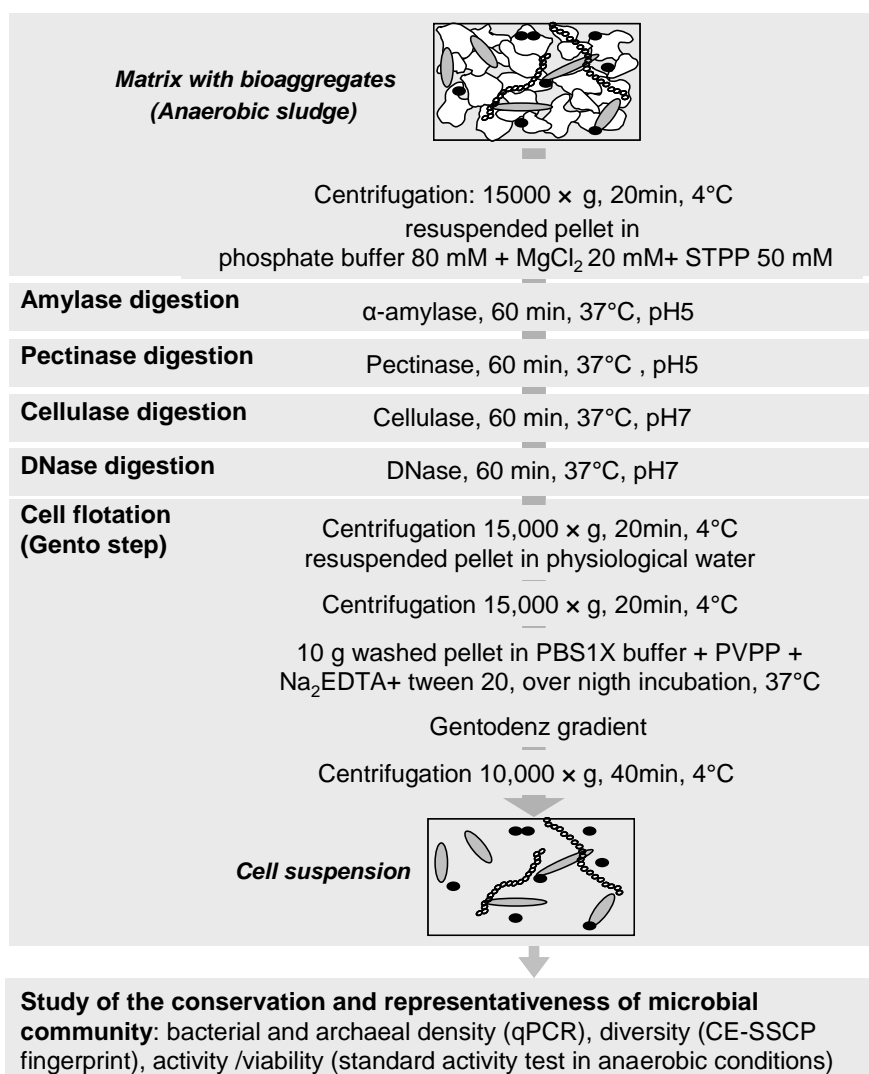 Matrix with bioaggregates
(Anaerobic sludge)
Centrifugation: 15000 × g, 20min, 4°C
resuspended pellet in
phosphate buffer 80 mM + MgCl₂ 20 mM+ STPP 50 mM
Amylase digestion
α-amylase, 60 min, 37°C, pH5
Pectinase digestion
Pectinase, 60 min, 37°C , pH5
Cellulase digestion
Cellulase, 60 min, 37°C, pH7
DNase digestion
DNase, 60 min, 37°C, pH7
Cell flotation
(Gento step)
Centrifugation 15,000 × g, 20min, 4°C
resuspended pellet in physiological water
Centrifugation 15,000 × g, 20min, 4°C
10 g washed pellet in PBS1X buffer + PVPP +
Na₂EDTA+ tween 20, over nigth incubation, 37°C
Gentodenz gradient
Centrifugation 10,000 × g, 40min, 4°C
Cell suspension
Study of the conservation and representativeness of microbial
community: bacterial and archaeal density (qPCR), diversity (CE-SSCP
fingerprint), activity /viability (standard activity test in anaerobic conditions)